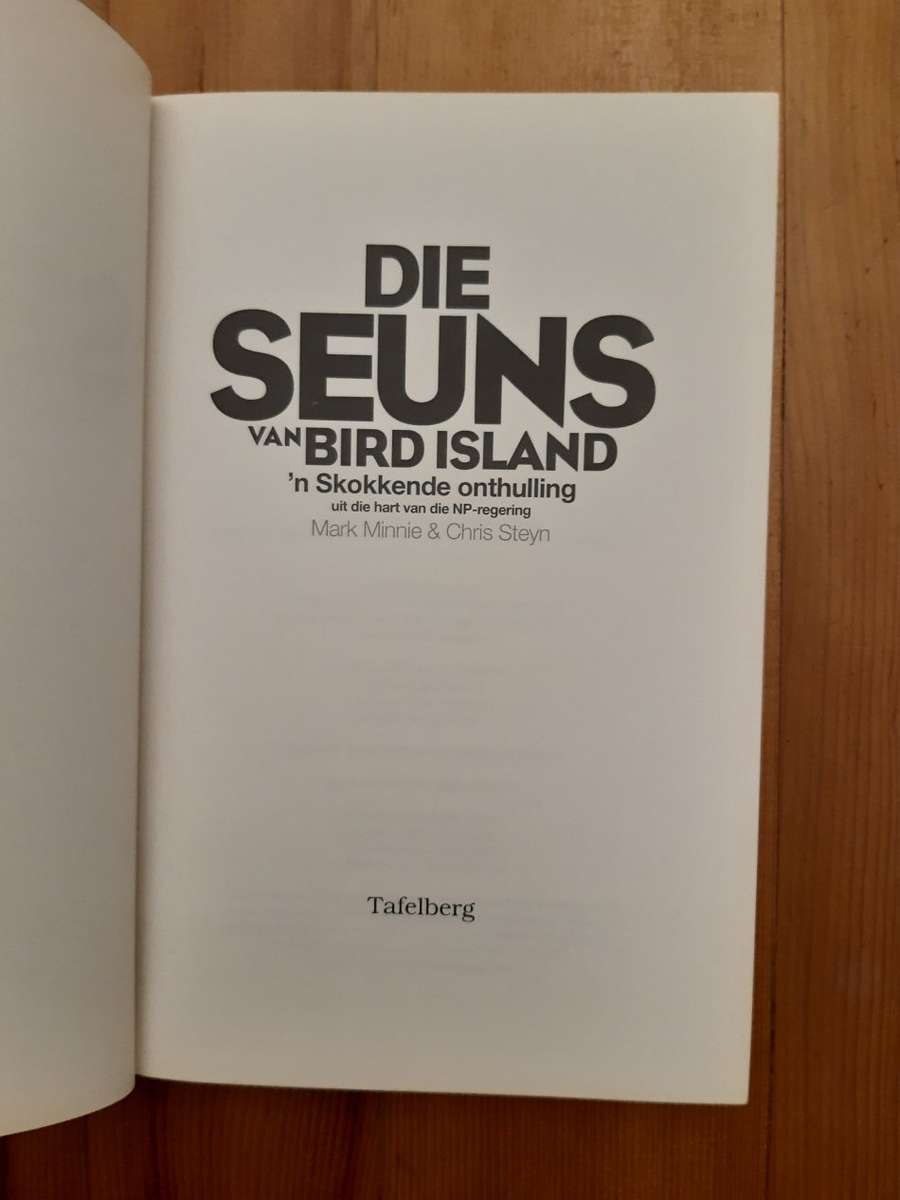 DIE
SEUNS
VAN BIRD ISLAND
'n Skokkende onthulling
uit die hart van die NP-regering
Mark Minnie & Chris Steyn
Tafelberg